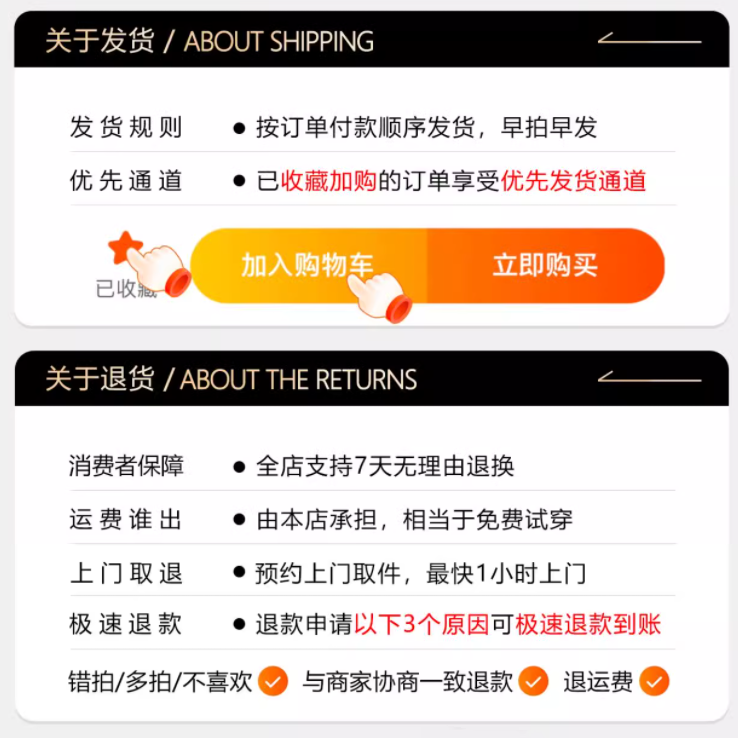 关于发货 / ABOUT SHIPPING
发货规则 ● 按订单付款顺序发货，早拍早发
优先通道 ● 已收藏加购的订单享受优先发货通道
已收藏 加入购物车 立即购买
关于退货 / ABOUT THE RETURNS
消费者保障 ● 全店支持7天无理由退换
运费谁出 ● 由本店承担，相当于免费试穿
上门取退 ● 预约上门取件，最快1小时上门
极速退款 ● 退款申请以下3个原因可极速退款到账
错拍/多拍/不喜欢 与商家协商一致退款 退运费